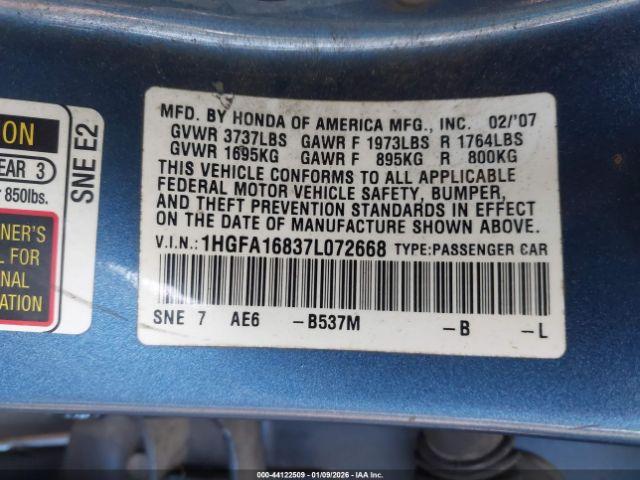 MFD. BY HONDA OF AMERICA MFG., INC. 02/'07
GVWR 3737LBS GAWR F 1973LBS R 1764LBS
GVWR 1695KG GAWR F 895KG R 800KG
THIS VEHICLE CONFORMS TO ALL APPLICABLE
FEDERAL MOTOR VEHICLE SAFETY, BUMPER,
AND THEFT PREVENTION STANDARDS IN EFFECT
ON THE DATE OF MANUFACTURE SHOWN ABOVE.
V.I.N.: 1HGFA16837L072668 TYPE:PASSENGER CAR
SNE 7 AE6 -B537M -B -L
ION
EAR 3
r 850lbs.
SNE E2
NER'S
L FOR
NAL
ATION
000-44122509 - 01/09/2026 - IAAI.COM